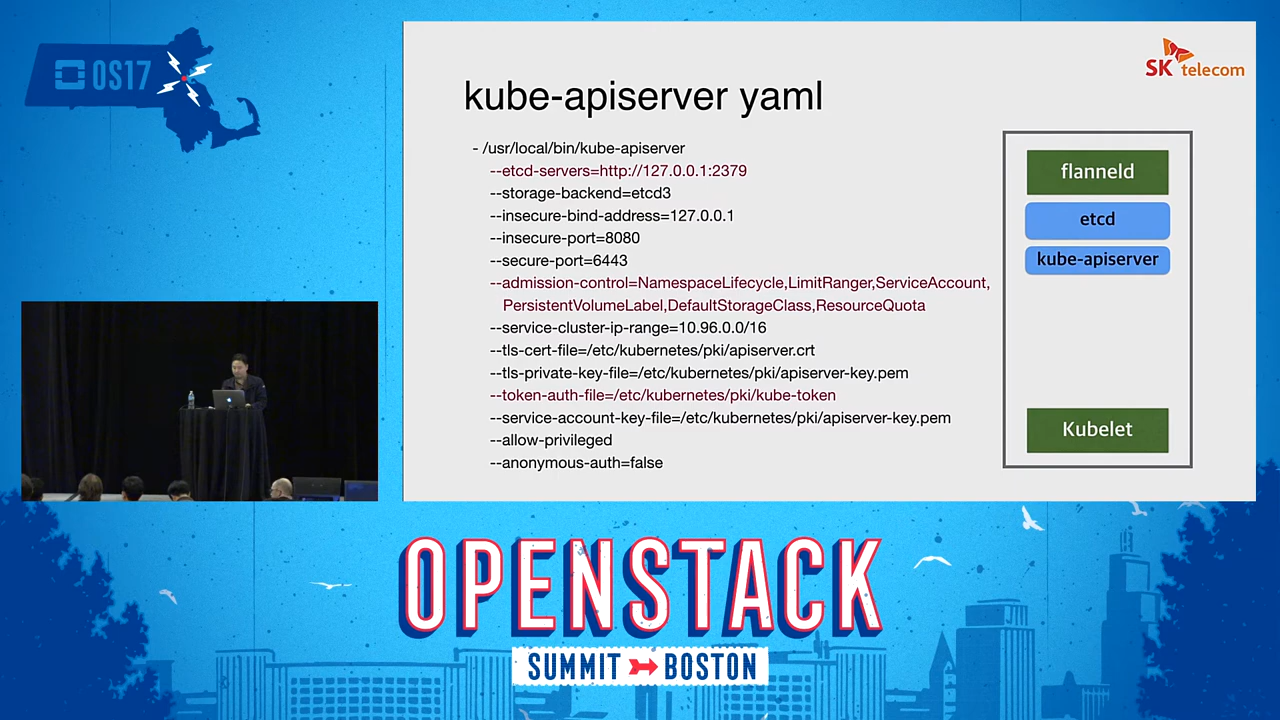 OS17
SK telecom
kube-apiserver yaml
- /usr/local/bin/kube-apiserver
--etcd-servers=http://127.0.0.1:2379
--storage-backend=etcd3
--insecure-bind-address=127.0.0.1
--insecure-port=8080
--secure-port=6443
--admission-control=NamespaceLifecycle,LimitRanger,ServiceAccount,
PersistentVolumeLabel,DefaultStorageClass,ResourceQuota
--service-cluster-ip-range=10.96.0.0/16
--tls-cert-file=/etc/kubernetes/pki/apiserver.crt
--tls-private-key-file=/etc/kubernetes/pki/apiserver-key.pem
--token-auth-file=/etc/kubernetes/pki/kube-token
--service-account-key-file=/etc/kubernetes/pki/apiserver-key.pem
--allow-privileged
--anonymous-auth=false
flanneld
etcd
kube-apiserver
Kubelet
OPENSTACK
SUMMIT BOSTON